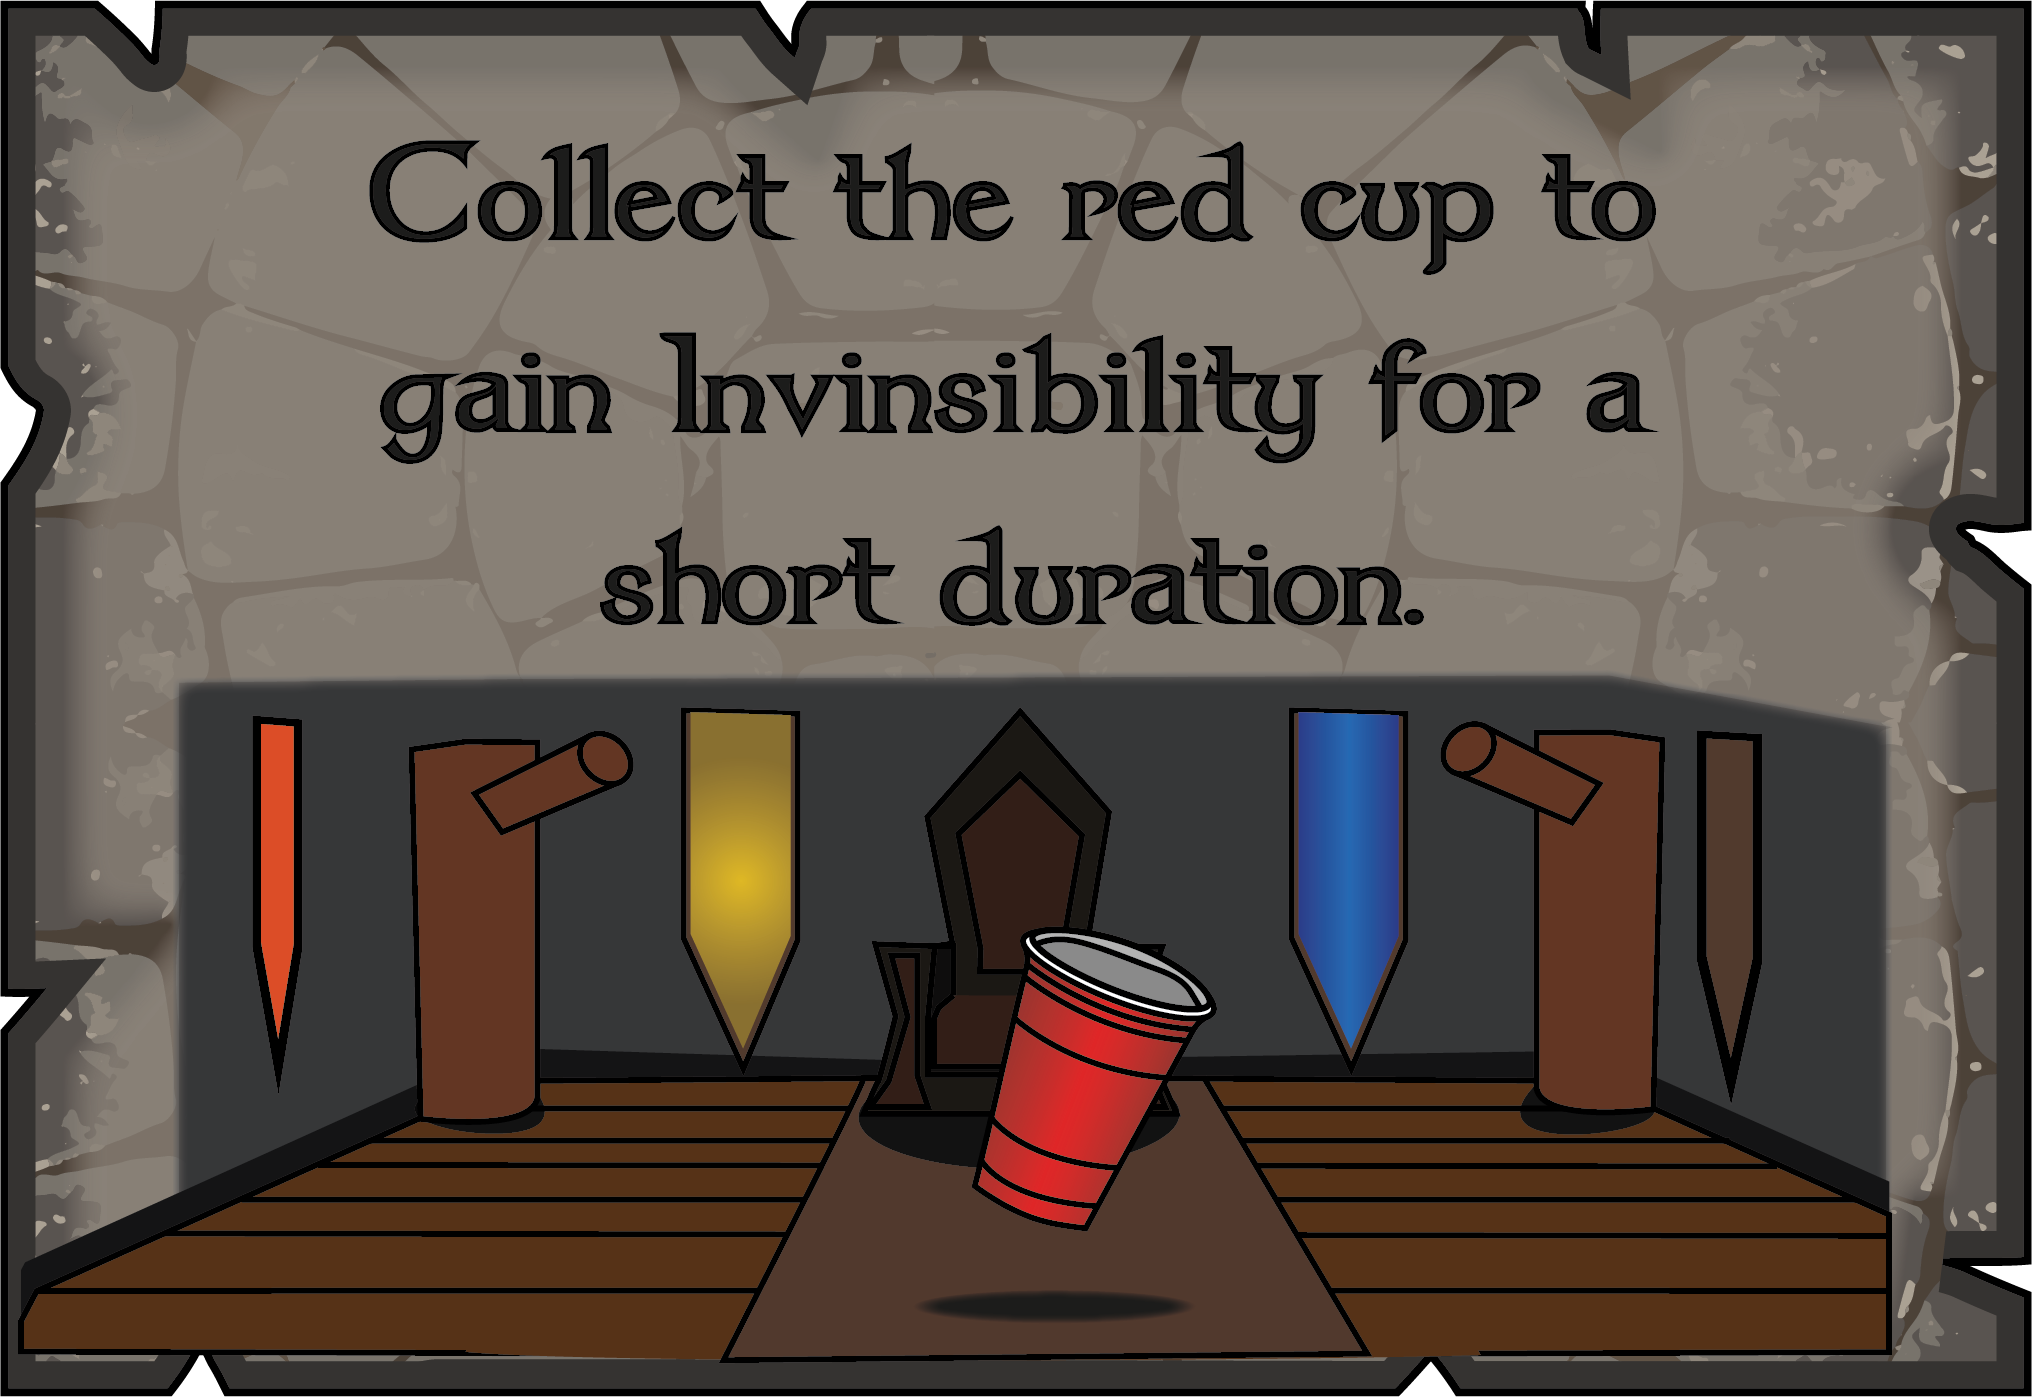 Collect the red cup to
gain Invinsibility for a
short duration.